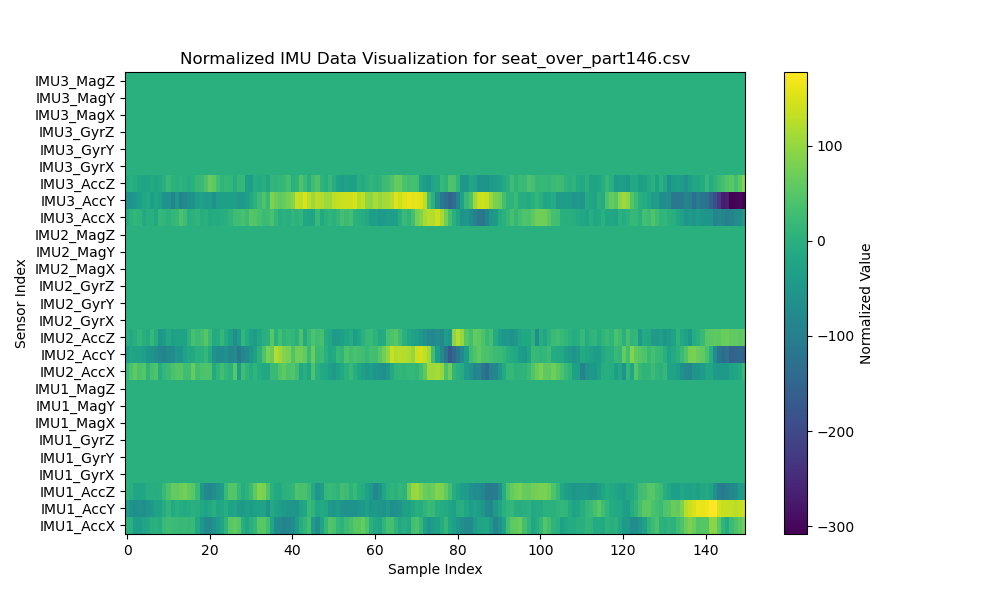 Normalized IMU Data Visualization for seat_over_part146.csv
Sensor Index
IMU3_MagZ
IMU3_MagY
IMU3_MagX
IMU3_GyrZ
IMU3_GyrY
IMU3_GyrX
IMU3_AccZ
IMU3_AccY
IMU3_AccX
IMU2_MagZ
IMU2_MagY
IMU2_MagX
IMU2_GyrZ
IMU2_GyrY
IMU2_GyrX
IMU2_AccZ
IMU2_AccY
IMU2_AccX
IMU1_MagZ
IMU1_MagY
IMU1_MagX
IMU1_GyrZ
IMU1_GyrY
IMU1_GyrX
IMU1_AccZ
IMU1_AccY
IMU1_AccX
0 20 40 60 80 100 120 140
Sample Index
100
0
−100
−200
−300
Normalized Value